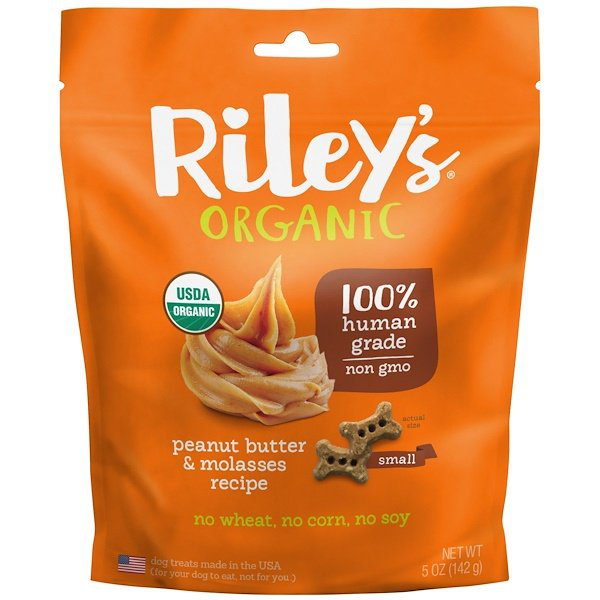 Riley's®
ORGANIC
USDA
ORGANIC
100%
human
grade
non gmo
actual
size
peanut butter
& molasses
recipe
small
no wheat, no corn, no soy
dog treats made in the USA
(for your dog to eat, not for you.)
NET WT
5 OZ (142 g)